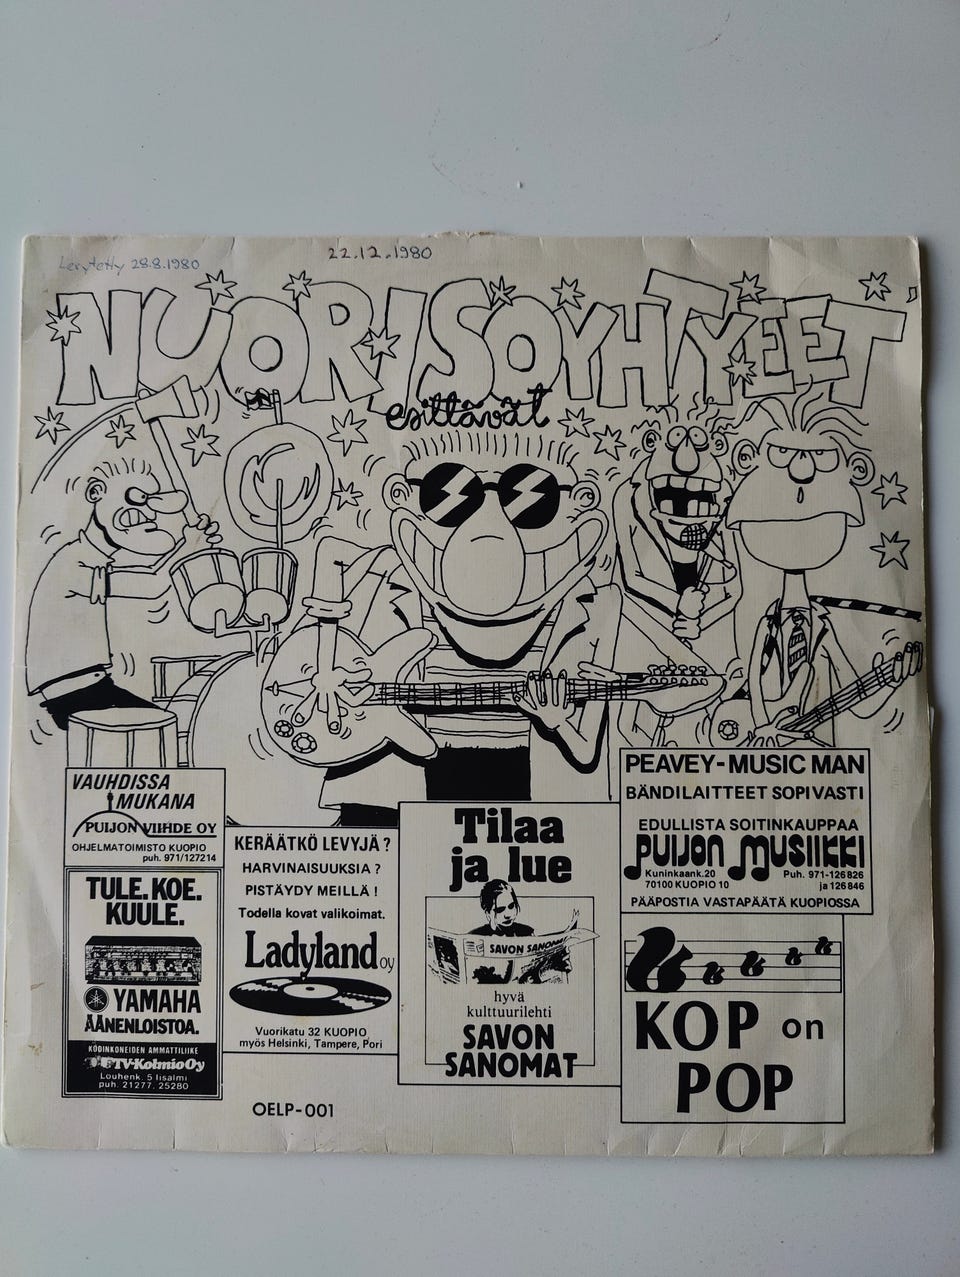 Levytetty 28.8.1980
22.12.1980
NUORISOYHTYEET
esittävät
VAUHDISSA
MUKANA
PUIJON VIIHDE OY
OHJELMATOIMISTO KUOPIO
puh. 971/127214
TULE. KOE.
KUULE.
YAMAHA
ÄÄNENLOISTOA.
KODINKONEIDEN AMMATTILIIKE
TV-Kolmio Oy
Louhenk. 5 Iisalmi
puh. 21277, 25280
KERÄÄTKÖ LEVYJÄ?
HARVINAISUUKSIA?
PISTÄYDY MEILLÄ!
Todella kovat valikoimat.
Ladyland oy
Vuorikatu 32 KUOPIO
myös Helsinki, Tampere, Pori
OELP-001
Tilaa
ja lue
SAVON SANOMAT
hyvä
kulttuurilehti
SAVON
SANOMAT
PEAVEY-MUSIC MAN
BÄNDILAITTEET SOPIVASTI
EDULLISTA SOITINKAUPPAA
PUIJON MUSIIKKI
Kuninkaank.20 Puh. 971-126826
70100 KUOPIO 10 ja 126846
PÄÄPOSTIA VASTAPÄÄTÄ KUOPIOSSA
KOP on
POP